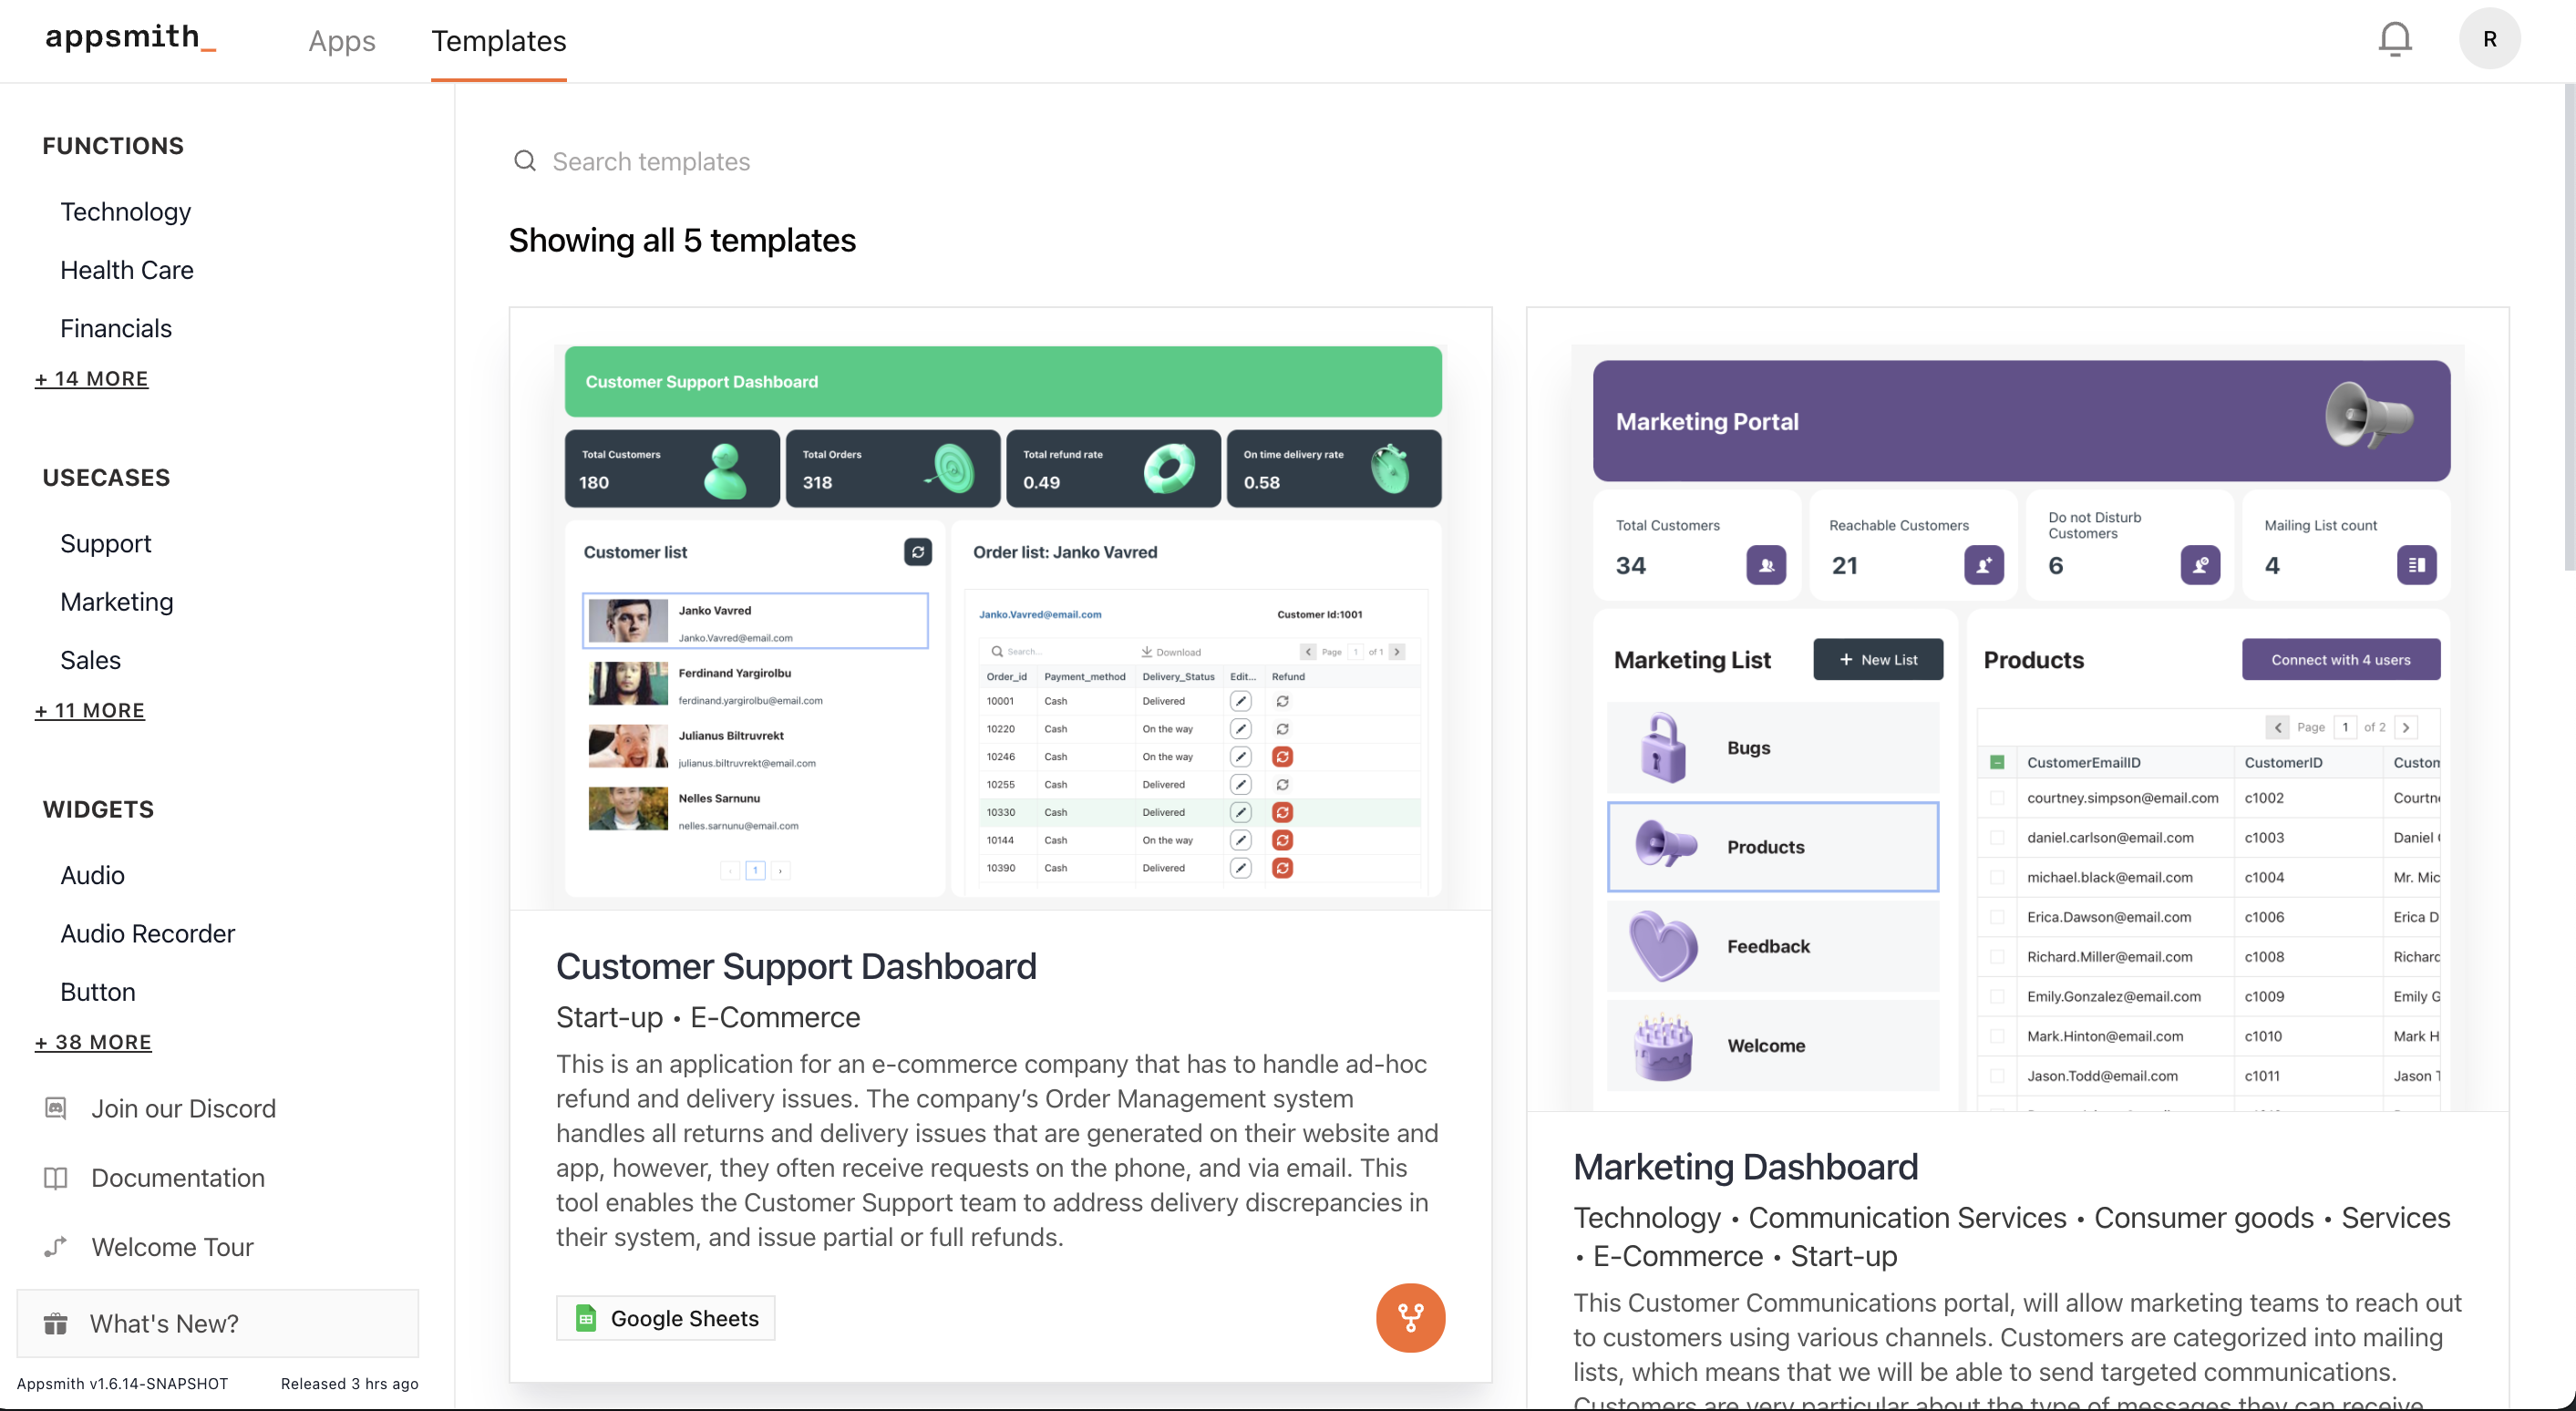 appsmith_
Apps
Templates
R
FUNCTIONS
Technology
Health Care
Financials
+ 14 MORE
USECASES
Support
Marketing
Sales
+ 11 MORE
WIDGETS
Audio
Audio Recorder
Button
+ 38 MORE
Join our Discord
Documentation
Welcome Tour
What's New?
Appsmith v1.6.14-SNAPSHOT
Released 3 hrs ago
Search templates
Showing all 5 templates
Customer Support Dashboard
Total Customers
180
Total Orders
318
Total refund rate
0.49
On time delivery rate
0.58
Customer list
Janko Vavred
Janko.Vavred@email.com
Ferdinand Yargirolbu
ferdinand.yargirolbu@email.com
Julianus Biltruvrekt
julianus.biltruvrekt@email.com
Nelles Sarnunu
nelles.sarnunu@email.com
1
Order list: Janko Vavred
Janko.Vavred@email.com
Customer Id:1001
Search...
Download
Page 1 of 1
Order_id Payment_method Delivery_Status Edit... Refund
10001 Cash Delivered
10220 Cash On the way
10246 Cash On the way
10255 Cash Delivered
10330 Cash Delivered
10144 Cash On the way
10390 Cash Delivered
Customer Support Dashboard
Start-up • E-Commerce
This is an application for an e-commerce company that has to handle ad-hoc
refund and delivery issues. The company’s Order Management system
handles all returns and delivery issues that are generated on their website and
app, however, they often receive requests on the phone, and via email. This
tool enables the Customer Support team to address delivery discrepancies in
their system, and issue partial or full refunds.
Google Sheets
Marketing Portal
Total Customers
34
Reachable Customers
21
Do not Disturb
Customers
6
Mailing List count
4
Marketing List
+ New List
Bugs
Products
Feedback
Welcome
Products
Connect with 4 users
Page 1 of 2
CustomerEmailID CustomerID Custom
courtney.simpson@email.com c1002 Courtn
daniel.carlson@email.com c1003 Daniel
michael.black@email.com c1004 Mr. Mic
Erica.Dawson@email.com c1006 Erica D
Richard.Miller@email.com c1008 Richard
Emily.Gonzalez@email.com c1009 Emily G
Mark.Hinton@email.com c1010 Mark H
Jason.Todd@email.com c1011 Jason T
Marketing Dashboard
Technology • Communication Services • Consumer goods • Services
• E-Commerce • Start-up
This Customer Communications portal, will allow marketing teams to reach out
to customers using various channels. Customers are categorized into mailing
lists, which means that we will be able to send targeted communications.
Customers are very particular about the type of messages they can receive